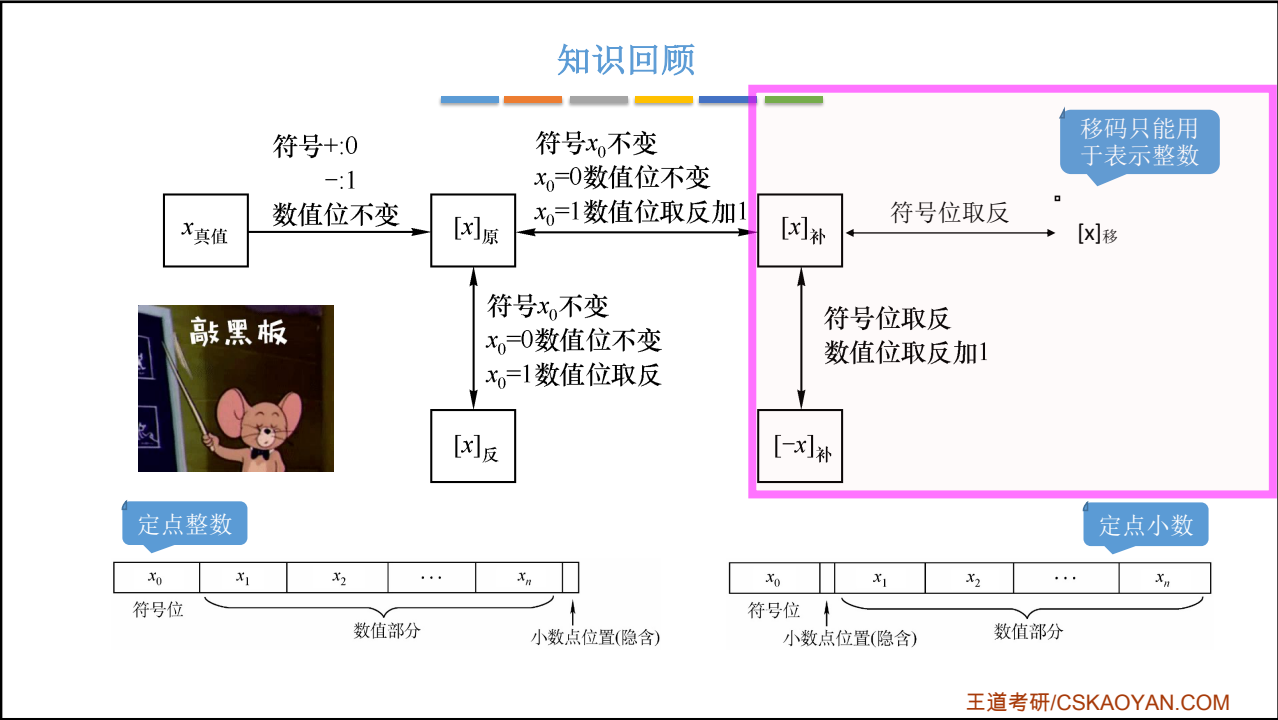 知识回顾
符号+:0
−:1
数值位不变
符号x0不变
x0=0数值位不变
x0=1数值位取反加1
移码只能用
于表示整数
x真值
[x]原
[x]补
符号位取反
[x]移
敲黑板
符号x0不变
x0=0数值位不变
x0=1数值位取反
符号位取反
数值位取反加1
[x]反
[−x]补
定点整数
定点小数
x0 x1 x2 ··· xn
符号位
数值部分
小数点位置(隐含)
x0 x1 x2 ··· xn
符号位
小数点位置(隐含)
数值部分
王道考研/CSKAOYAN.COM